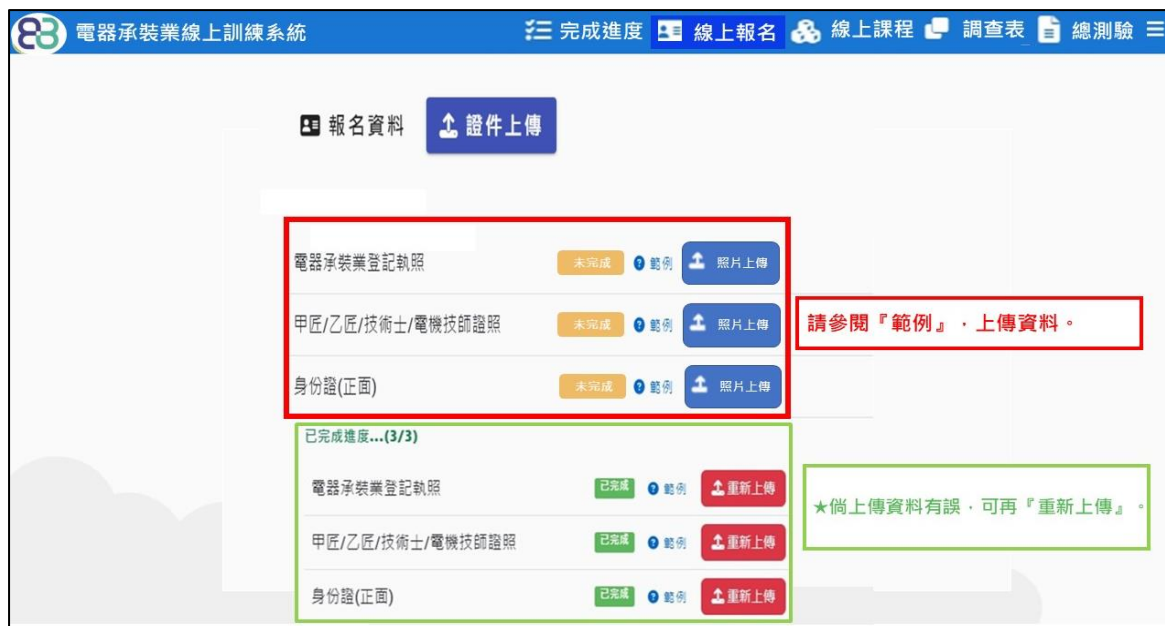 電器承裝業線上訓練系統 完成進度 線上報名 線上課程 調查表 總測驗
報名資料 證件上傳
電器承裝業登記執照 未完成 範例 照片上傳
甲匠/乙匠/技術士/電機技師證照 未完成 範例 照片上傳
請參閱『範例』，上傳資料。
身份證(正面) 未完成 範例 照片上傳
已完成進度...(3/3)
電器承裝業登記執照 已完成 範例 重新上傳
★倘上傳資料有誤，可再『重新上傳』。
甲匠/乙匠/技術士/電機技師證照 已完成 範例 重新上傳
身份證(正面) 已完成 範例 重新上傳